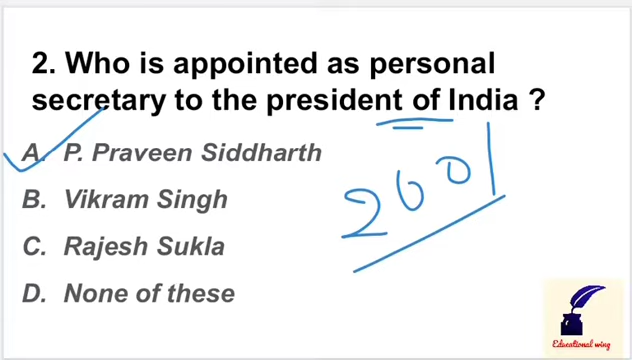 2. Who is appointed as personal
secretary to the president of India ?
A. P. Praveen Siddharth
B. Vikram Singh
C. Rajesh Sukla
D. None of these
2001
Educational wing